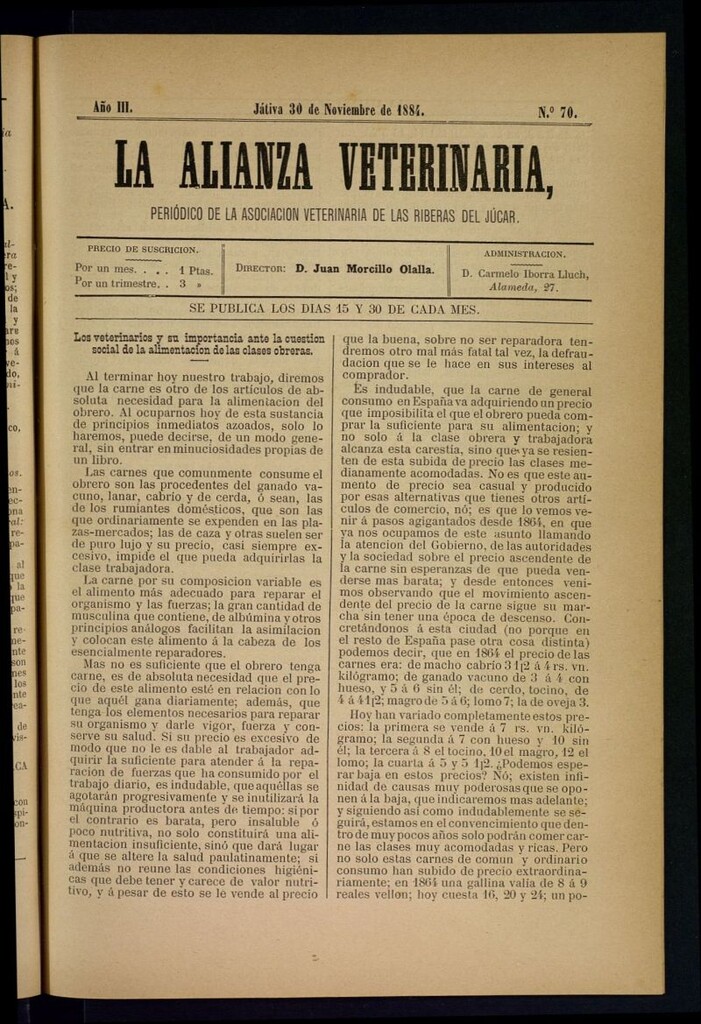 Año III.
Játiva 30 de Noviembre de 1884.
N.º 70.
LA ALIANZA VETERINARIA,
PERIÓDICO DE LA ASOCIACION VETERINARIA DE LAS RIBERAS DEL JÚCAR.
PRECIO DE SUSCRICION.
Por un mes. . . . 1 Ptas.
Por un trimestre. . 3 »
DIRECTOR: D. Juan Morcillo Olalla.
ADMINISTRACION.
D. Carmelo Iborra Lluch,
Alameda, 27.
SE PUBLICA LOS DIAS 15 Y 30 DE CADA MES.
Los veterinarios y su importancia ante la cuestion
social de la alimentacion de las clases obreras.
Al terminar hoy nuestro trabajo, diremos
que la carne es otro de los artículos de ab-
soluta necesidad para la alimentacion del
obrero. Al ocuparnos hoy de esta sustancia
de principios inmediatos azoados, solo lo
haremos, puede decirse, de un modo gene-
ral, sin entrar en minuciosidades propias de
un libro.
Las carnes que comunmente consume el
obrero son las procedentes del ganado va-
cuno, lanar, cabrío y de cerda, ó sean, las
de los rumiantes domésticos, que son las
que ordinariamente se expenden en las pla-
zas-mercados; las de caza y otras suelen ser
de puro lujo y su precio, casi siempre ex-
cesivo, impide el que pueda adquirirlas la
clase trabajadora.
La carne por su composicion variable es
el alimento más adecuado para reparar el
organismo y las fuerzas; la gran cantidad de
musculina que contiene, de albúmina y otros
principios análogos facilitan la asimilacion
y colocan este alimento á la cabeza de los
esencialmente reparadores.
Mas no es suficiente que el obrero tenga
carne, es de absoluta necesidad que el pre-
cio de este alimento esté en relacion con lo
que aquél gana diariamente; además, que
tenga los elementos necesarios para reparar
su organismo y darle vigor, fuerza y con-
serve su salud. Si su precio es excesivo de
modo que no le es dable al trabajador ad-
quirir la suficiente para atender á la repa-
racion de fuerzas que ha consumido por el
trabajo diario, es indudable, que aquéllas se
agotarán progresivamente y se inutilizará la
máquina productora antes de tiempo: si por
el contrario es barata, pero insaluble ó
poco nutritiva, no solo constituirá una ali-
mentacion insuficiente, sinó que dará lugar
á que se altere la salud paulatinamente; si
además no reune las condiciones higiéni-
cas que debe tener y carece de valor nutri-
tivo, y á pesar de esto se le vende al precio
que la buena, sobre no ser reparadora ten-
dremos otro mal más fatal tal vez, la defrau-
dacion que se le hace en sus intereses al
comprador.
Es indudable, que la carne de general
consumo en España va adquiriendo un precio
que imposibilita el que el obrero pueda com-
prar la suficiente para su alimentacion; y
no solo á la clase obrera y trabajadora
alcanza esta carestía, sino que ya se resien-
ten de esta subida de precio las clases me-
dianamente acomodadas. No es que este au-
mento de precio sea casual y producido
por esas alternativas que tienes otros artí-
culos de comercio, nó; es que lo vemos ve-
nir á pasos agigantados desde 1864, en que
ya nos ocupamos de este asunto llamando
la atencion del Gobierno, de las autoridades
y la sociedad sobre el precio ascendente de
la carne sin esperanzas de que pueda ven-
derse mas barata; y desde entonces veni-
mos observando que el movimiento ascen-
dente del precio de la carne sigue su mar-
cha sin tener una época de descenso. Con-
cretándonos á esta ciudad (no porque en
el resto de España pase otra cosa distinta)
podemos decir, que en 1864 el precio de las
carnes era: de macho cabrío 3 1|2 á 4 rs. vn.
kilógramo; de ganado vacuno de 3 á 4 con
hueso, y 5 á 6 sin él; de cerdo, tocino, de
4 á 4 1|2; magro de 5 á 6; lomo 7; la de oveja 3.
Hoy han variado completamente estos pre-
cios: la primera se vende á 7 rs. vn. kiló-
gramo; la segunda á 7 con hueso y 10 sin
él; la tercera á 8 el tocino, 10 el magro, 12 el
lomo; la cuarta á 5 y 5 1|2. ¿Podemos espe-
rar baja en estos precios? Nó; existen infi-
nidad de causas muy poderosas que se opo-
nen á la baja, que indicaremos mas adelante;
y siguiendo así como indudablemente se se-
guirá, estamos en el convencimiento que den-
tro de muy pocos años solo podrán comer car-
ne las clases muy acomodadas y ricas. Pero
no solo estas carnes de comun y ordinario
consumo han subido de precio extraordina-
riamente; en 1864 una gallina valía de 8 á 9
reales vellon; hoy cuesta 16, 20 y 24; un po-